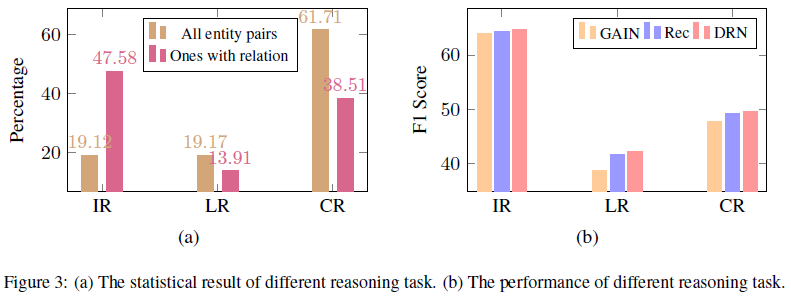 All entity pairs
Ones with relation
Percentage
60
40
20
19.12
47.58
19.17
13.91
61.71
38.51
IR LR CR
(a)
GAIN Rec DRN
F1 Score
60
50
40
IR LR CR
(b)
Figure 3: (a) The statistical result of different reasoning task. (b) The performance of different reasoning task.